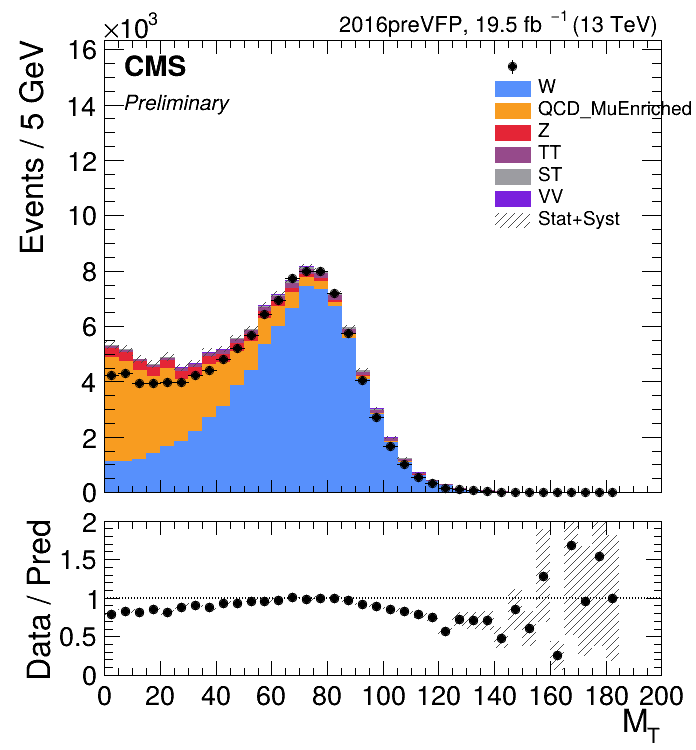 ×10³
2016preVFP, 19.5 fb ⁻¹ (13 TeV)
Events / 5 GeV
CMS
Preliminary
W
QCD_MuEnriched
Z
TT
ST
VV
Stat+Syst
16
14
12
10
8
6
4
2
0
Data / Pred
2
1.5
1
0.5
0
0 20 40 60 80 100 120 140 160 180 200
M_T